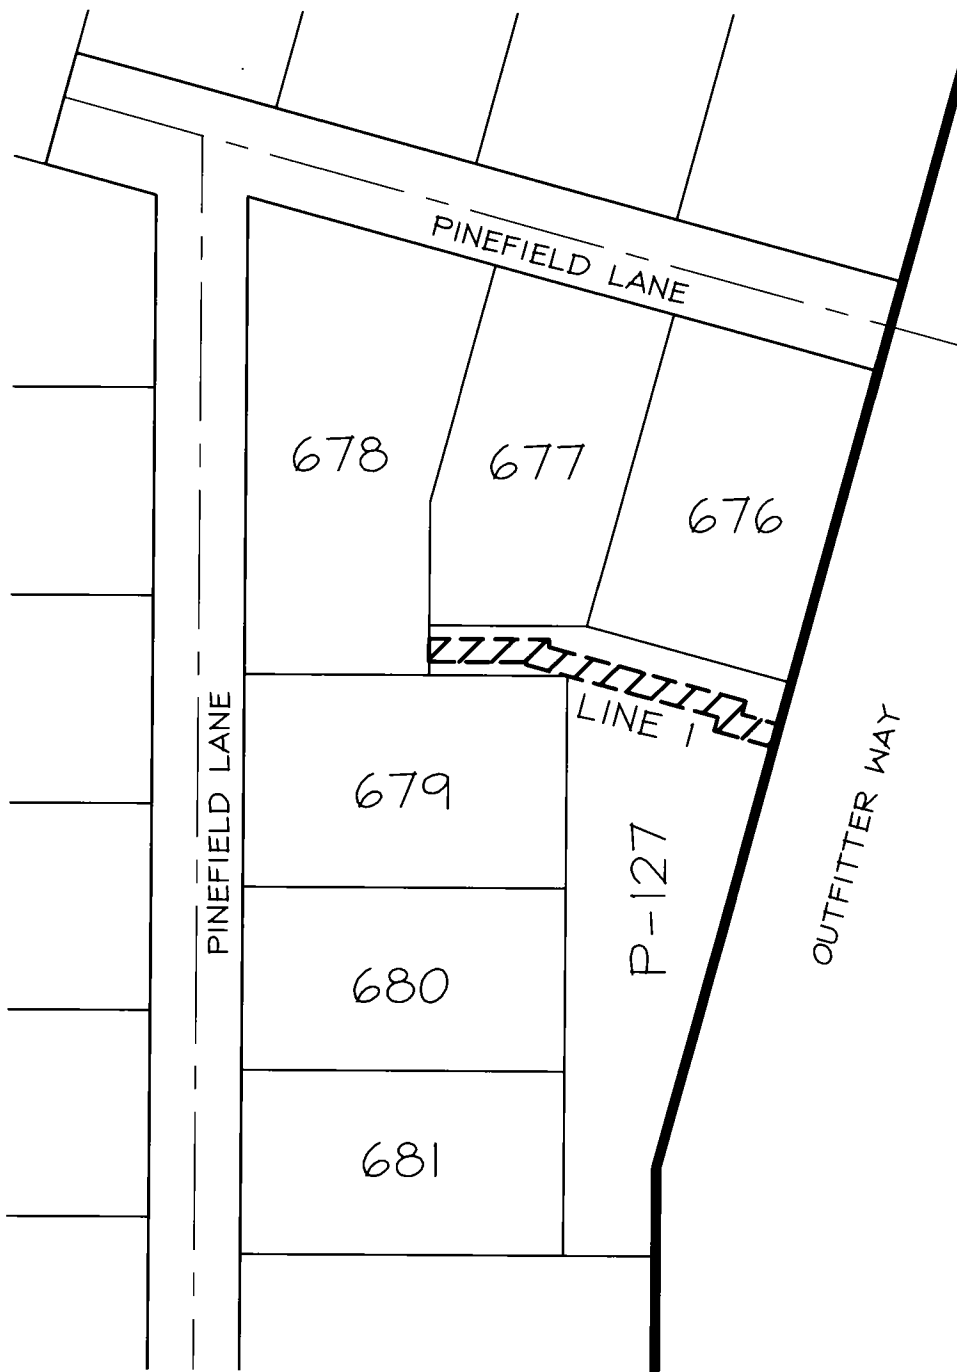 PINEFIELD LANE
678
677
676
LINE 1
PINEFIELD LANE
679
OUTFITTER WAY
P-127
680
681